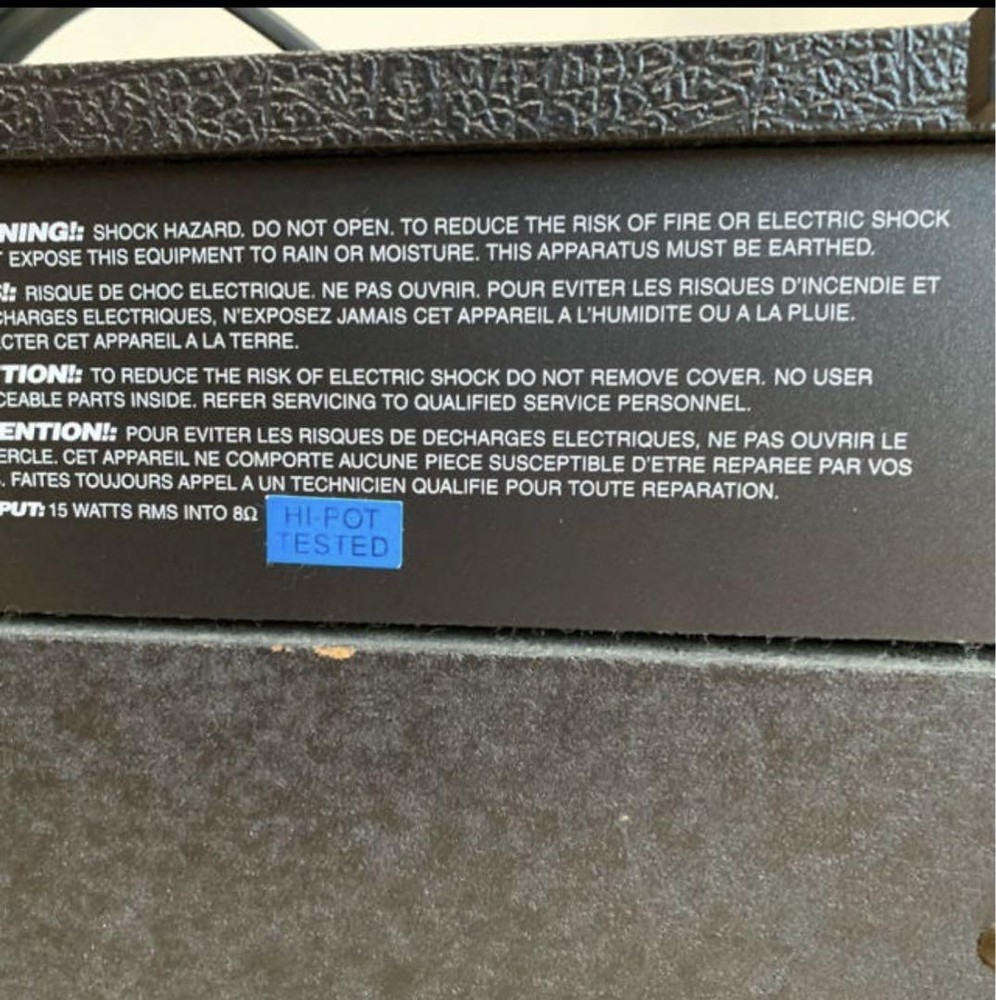 NING!: SHOCK HAZARD. DO NOT OPEN. TO REDUCE THE RISK OF FIRE OR ELECTRIC SHOCK
EXPOSE THIS EQUIPMENT TO RAIN OR MOISTURE. THIS APPARATUS MUST BE EARTHED.
!: RISQUE DE CHOC ELECTRIQUE. NE PAS OUVRIR. POUR EVITER LES RISQUES D'INCENDIE ET
CHARGES ELECTRIQUES, N'EXPOSEZ JAMAIS CET APPAREIL A L'HUMIDITE OU A LA PLUIE.
CTER CET APPAREIL A LA TERRE.
TION!: TO REDUCE THE RISK OF ELECTRIC SHOCK DO NOT REMOVE COVER. NO USER
CEABLE PARTS INSIDE. REFER SERVICING TO QUALIFIED SERVICE PERSONNEL.
ENTION!: POUR EVITER LES RISQUES DE DECHARGES ELECTRIQUES, NE PAS OUVRIR LE
ERCLE. CET APPAREIL NE COMPORTE AUCUNE PIECE SUSCEPTIBLE D'ETRE REPAREE PAR VOS
. FAITES TOUJOURS APPEL A UN TECHNICIEN QUALIFIE POUR TOUTE REPARATION.
PUT: 15 WATTS RMS INTO 8Ω
HI-POT
TESTED